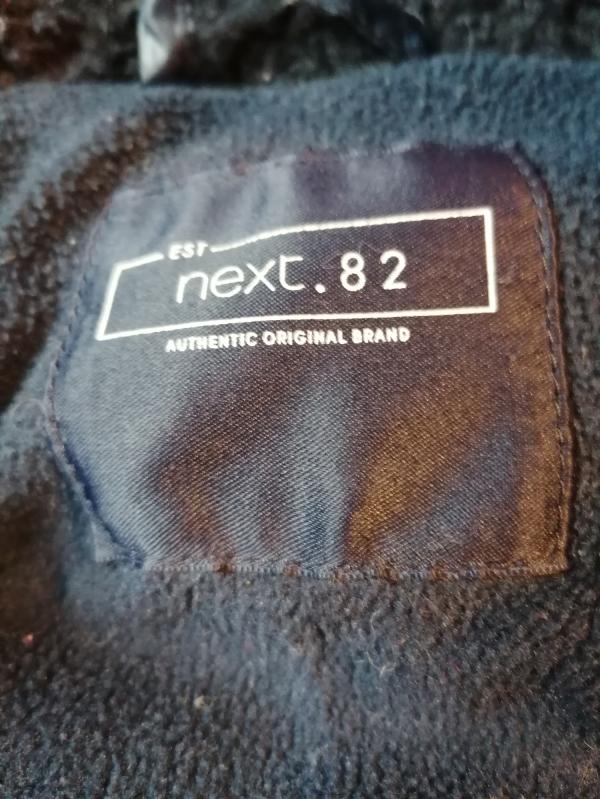 EST
next.82
AUTHENTIC ORIGINAL BRAND